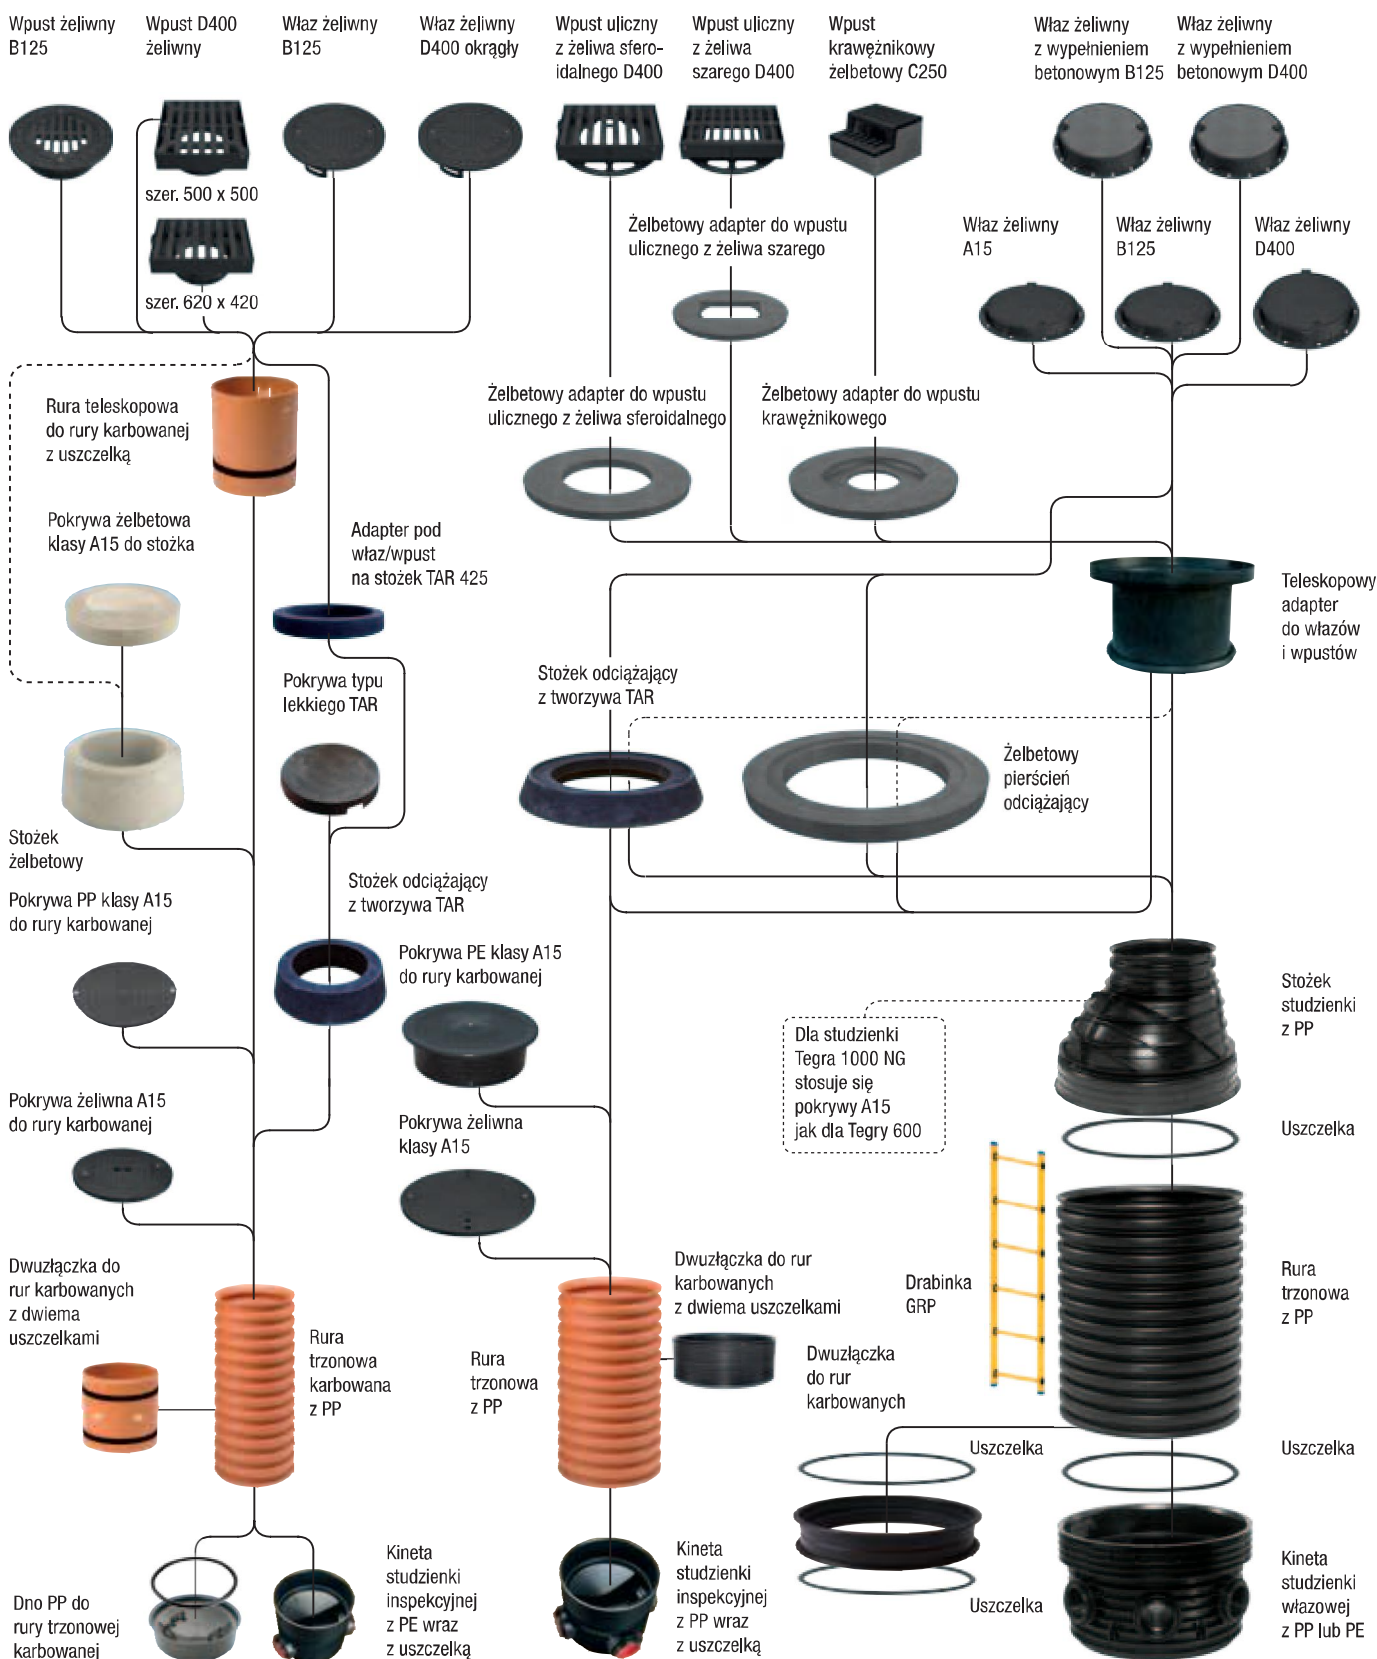 Wpust żeliwny
B125
Wpust D400
żeliwny
Właz żeliwny
B125
Właz żeliwny
D400 okrągły
Wpust uliczny
z żeliwa sfero-
idalnego D400
Wpust uliczny
z żeliwa
szarego D400
Wpust
krawężnikowy
żelbetowy C250
Właz żeliwny
z wypełnieniem
betonowym B125
Właz żeliwny
z wypełnieniem
betonowym D400
szer. 500 x 500
szer. 620 x 420
Żelbetowy adapter do wpustu
ulicznego z żeliwa szarego
Właz żeliwny
A15
Właz żeliwny
B125
Właz żeliwny
D400
Rura teleskopowa
do rury karbowanej
z uszczelką
Żelbetowy adapter do wpustu
ulicznego z żeliwa sferoidalnego
Żelbetowy adapter do wpustu
krawężnikowego
Pokrywa żelbetowa
klasy A15 do stożka
Adapter pod
właz/wpust
na stożek TAR 425
Teleskopowy
adapter
do włazów
i wpustów
Pokrywa typu
lekkiego TAR
Stożek odciążający
z tworzywa TAR
Żelbetowy
pierścień
odciążający
Stożek
żelbetowy
Pokrywa PP klasy A15
do rury karbowanej
Stożek odciążający
z tworzywa TAR
Pokrywa PE klasy A15
do rury karbowanej
Stożek
studzienki
z PP
Dla studzienki
Tegra 1000 NG
stosuje się
pokrywy A15
jak dla Tegry 600
Pokrywa żeliwna A15
do rury karbowanej
Pokrywa żeliwna
klasy A15
Uszczelka
Dwuzłączka do
rur karbowanych
z dwiema
uszczelkami
Rura
trzonowa
karbowana
z PP
Rura
trzonowa
z PP
Dwuzłączka do rur
karbowanych
z dwiema uszczelkami
Drabinka
GRP
Rura
trzonowa
z PP
Dwuzłączka
do rur
karbowanych
Uszczelka
Uszczelka
Dno PP do
rury trzonowej
karbowanej
Kineta
studzienki
inspekcyjnej
z PE wraz
z uszczelką
Kineta
studzienki
inspekcyjnej
z PP wraz
z uszczelką
Uszczelka
Kineta
studzienki
włazowej
z PP lub PE